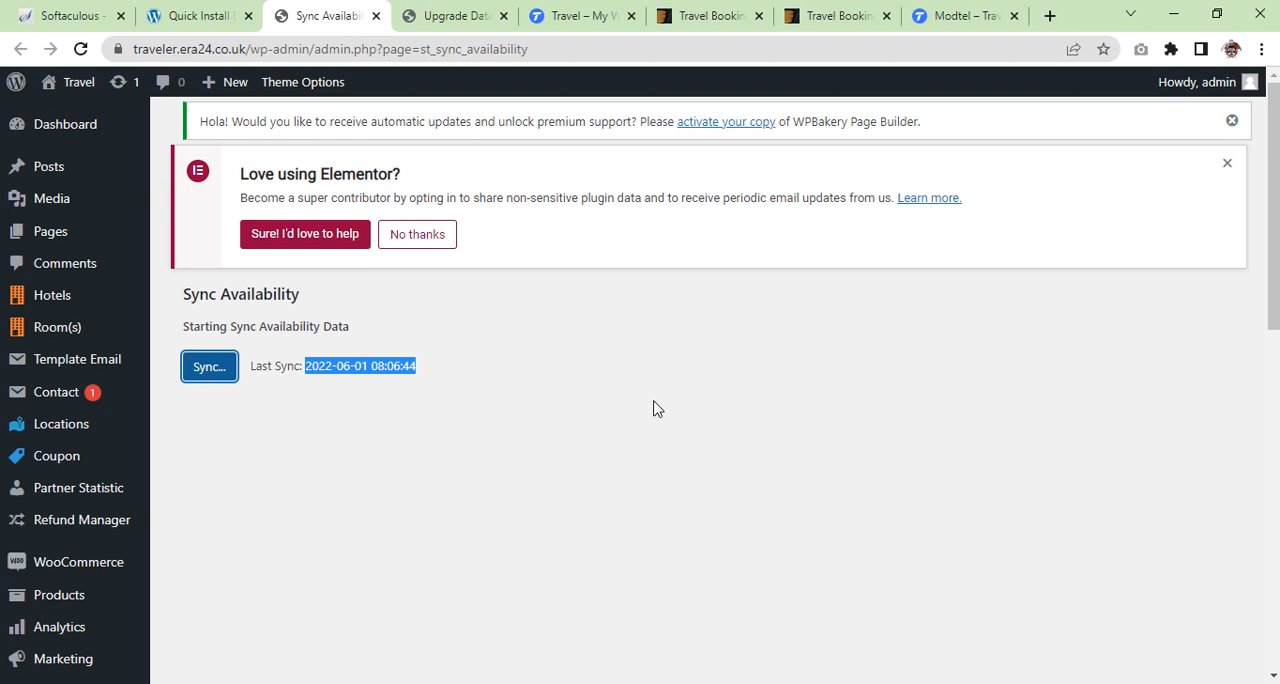 Softaculous -
Quick Install
Sync Availabi
Upgrade Dat
Travel – My W
Travel Bookin
Travel Bookin
Modtel – Trav
traveler.era24.co.uk/wp-admin/admin.php?page=st_sync_availability
Travel 1 0 New Theme Options Howdy, admin
Dashboard
Posts
Media
Pages
Comments
Hotels
Room(s)
Template Email
Contact 1
Locations
Coupon
Partner Statistic
Refund Manager
WooCommerce
Products
Analytics
Marketing
Hola! Would you like to receive automatic updates and unlock premium support? Please activate your copy of WPBakery Page Builder.
Love using Elementor?
Become a super contributor by opting in to share non-sensitive plugin data and to receive periodic email updates from us. Learn more.
Sure! I'd love to help No thanks
Sync Availability
Starting Sync Availability Data
Sync... Last Sync: 2022-06-01 08:06:44